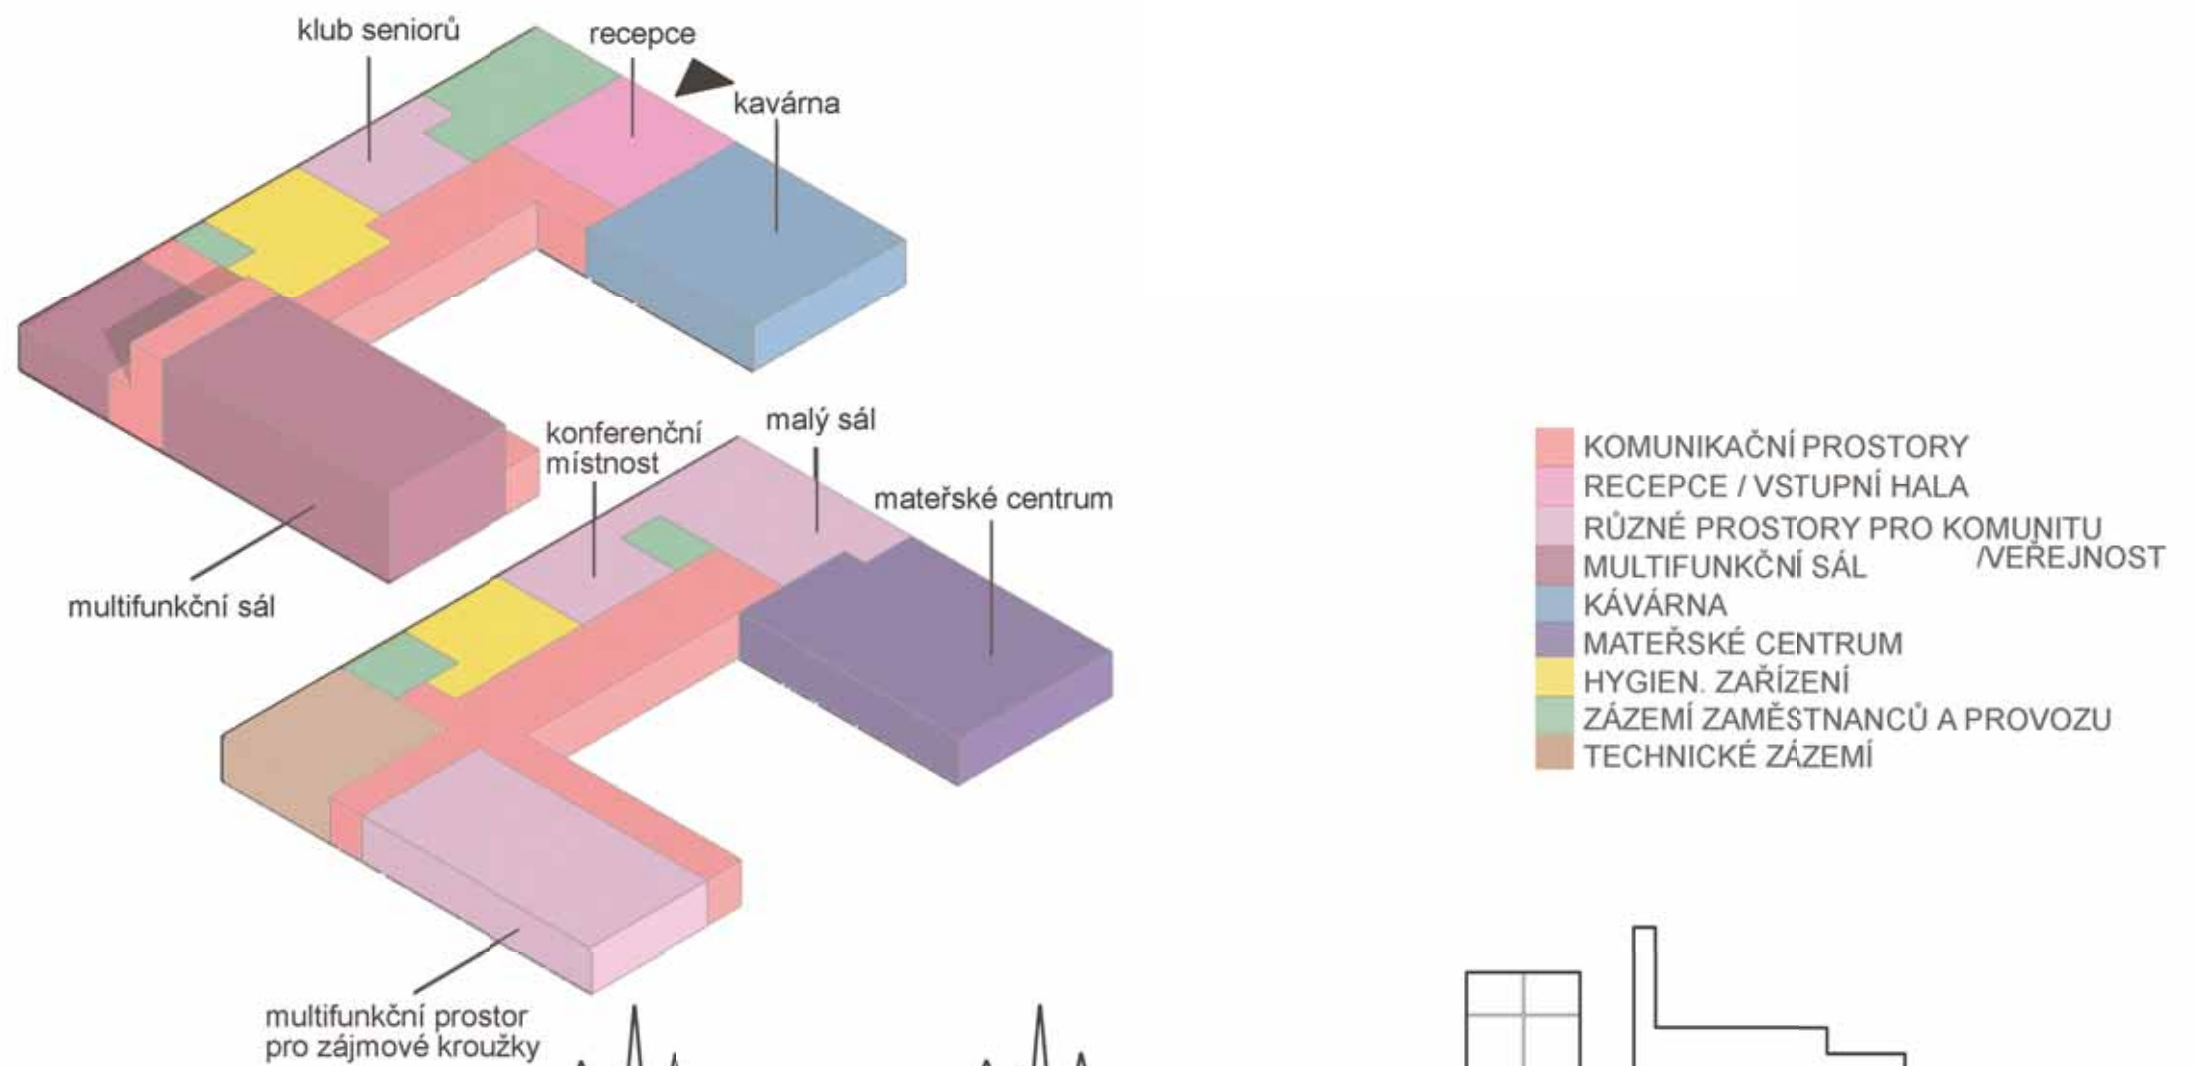 klub seniorů
recepce
kavárna
multifunkční sál
konferenční
místnost
malý sál
mateřské centrum
multifunkční prostor
pro zájmové kroužky
KOMUNIKAČNÍ PROSTORY
RECEPCE / VSTUPNÍ HALA
RŮZNÉ PROSTORY PRO KOMUNITU
/VEŘEJNOST
MULTIFUNKČNÍ SÁL
KÁVÁRNA
MATEŘSKÉ CENTRUM
HYGIEN. ZAŘÍZENÍ
ZÁZEMÍ ZAMĚSTNANCŮ A PROVOZU
TECHNICKÉ ZÁZEMÍ